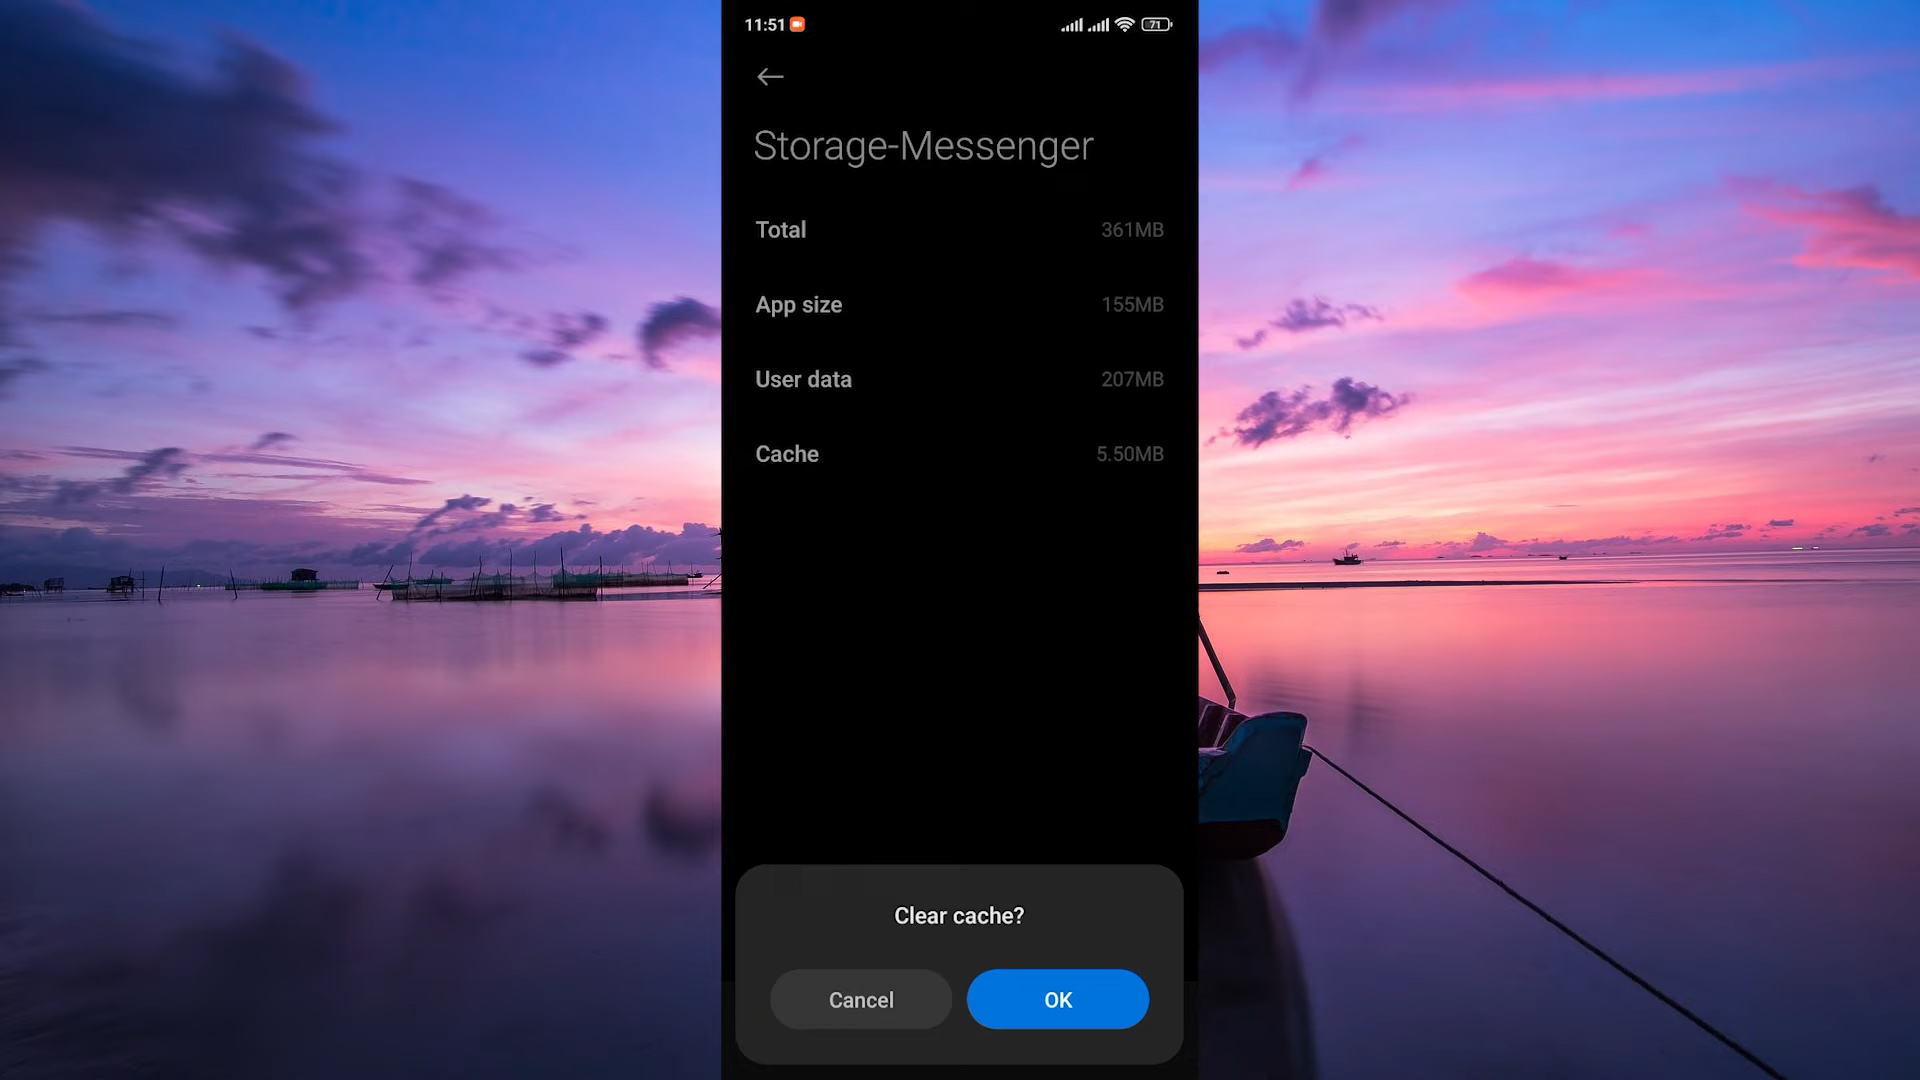 11:51
71
Storage-Messenger
Total 361MB
App size 155MB
User data 207MB
Cache 5.50MB
Clear cache?
Cancel OK